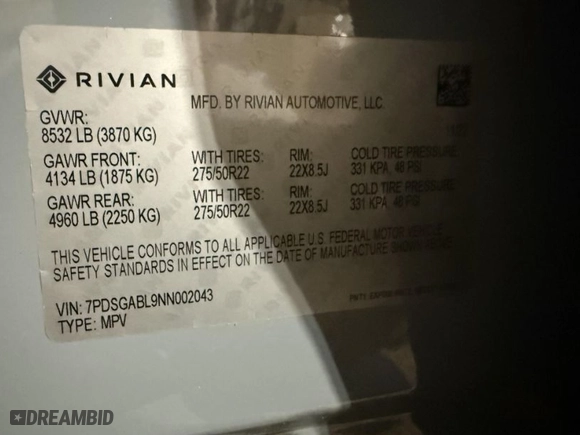 RIVIAN
MFD. BY RIVIAN AUTOMOTIVE, LLC.
GVWR:
8532 LB (3870 KG)
GAWR FRONT: WITH TIRES: RIM: COLD TIRE PRESSURE:
4134 LB (1875 KG) 275/50R22 22X8.5J 331 KPA, 48 PSI
GAWR REAR: WITH TIRES: RIM: COLD TIRE PRESSURE:
4960 LB (2250 KG) 275/50R22 22X8.5J 331 KPA, 48 PSI
THIS VEHICLE CONFORMS TO ALL APPLICABLE U.S. FEDERAL MOTOR VEHICLE
SAFETY STANDARDS IN EFFECT ON THE DATE OF MANUFACTURE SHOWN ABOVE.
VIN: 7PDSGABL9NN002043
TYPE: MPV
DREAMBID